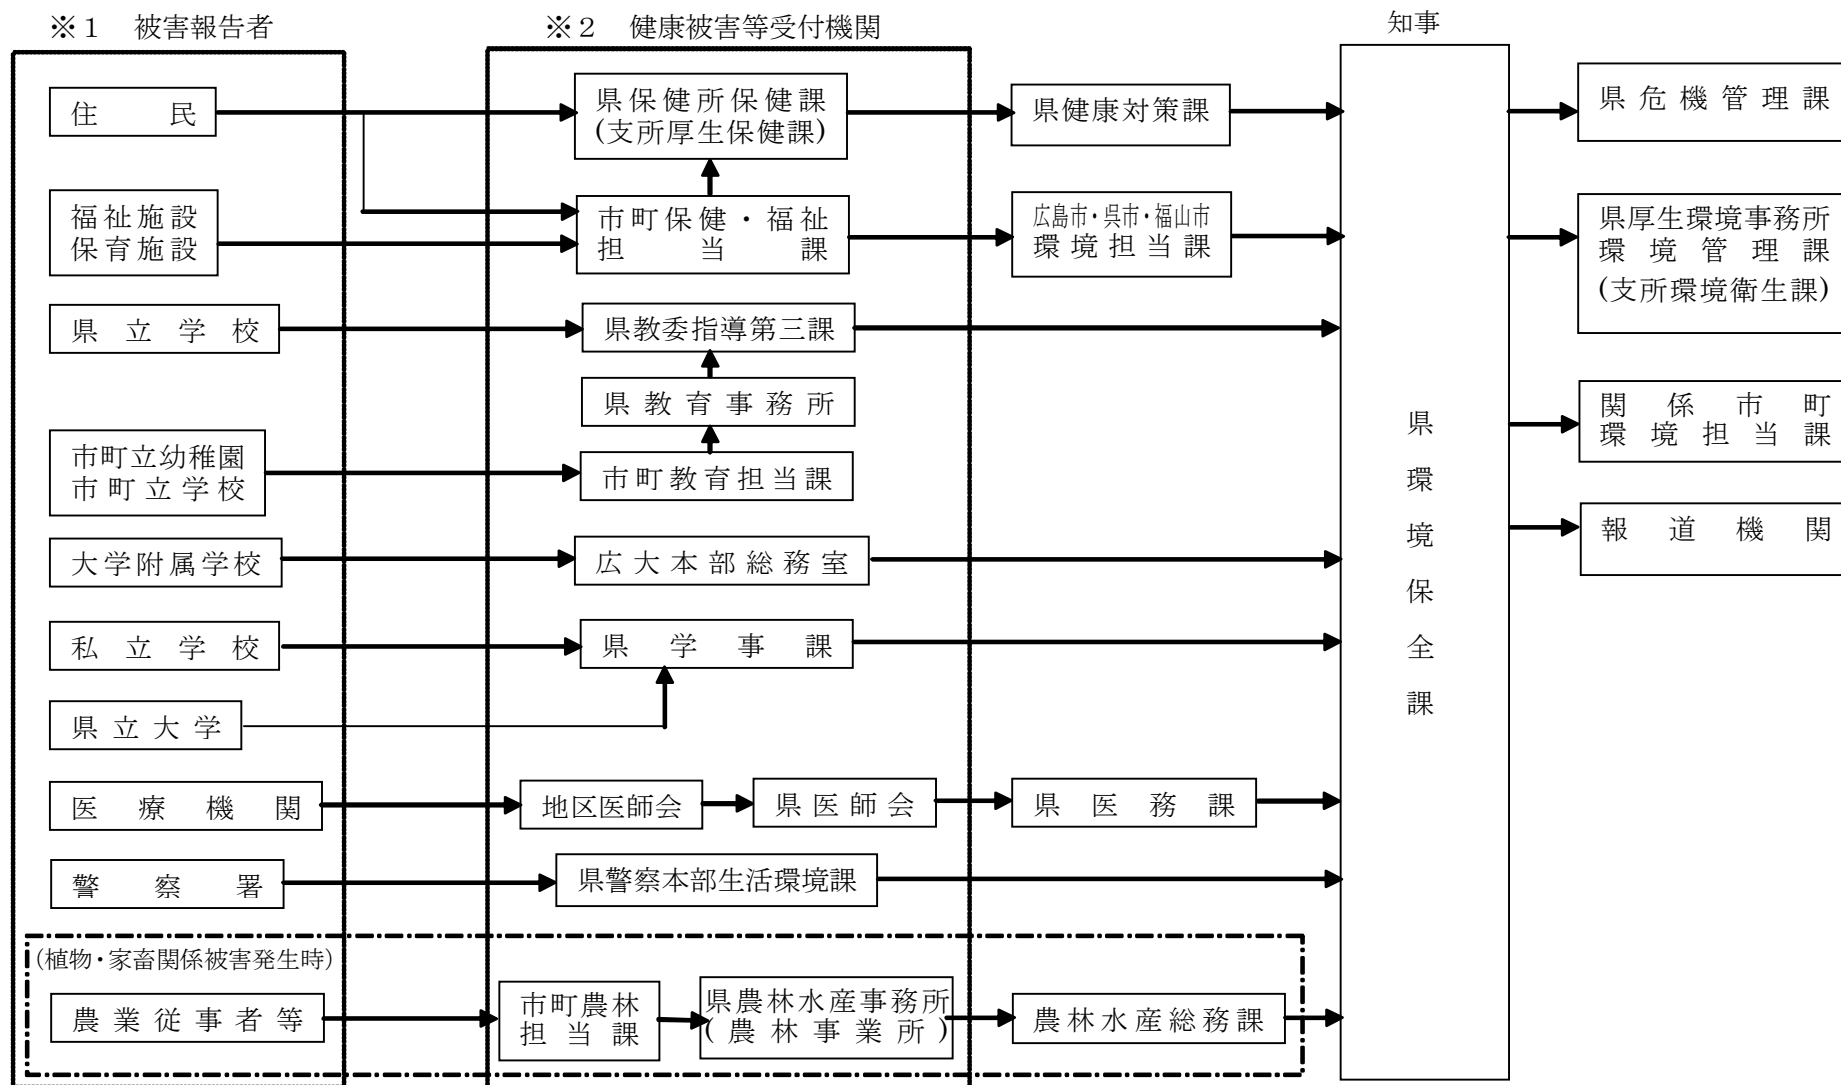 ※１　被害報告者
※２　健康被害等受付機関
知事
住民
県保健所保健課
(支所厚生保健課)
県健康対策課
県危機管理課
福祉施設
保育施設
市町保健・福祉
担当課
広島市・呉市・福山市
環境担当課
県厚生環境事務所
環境管理課
(支所環境衛生課)
県立学校
県教委指導第三課
県教育事務所
関係市町
環境担当課
市町立幼稚園
市町立学校
市町教育担当課
県環境保全課
報道機関
大学附属学校
広大本部総務室
私立学校
県学事課
県立大学
医療機関
地区医師会
県医師会
県医務課
警察署
県警察本部生活環境課
(植物・家畜関係被害発生時)
農業従事者等
市町農林
担当課
県農林水産事務所
(農林事業所)
農林水産総務課